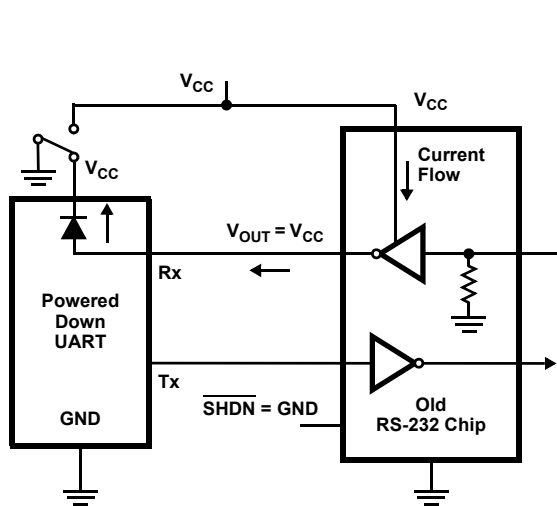 VCC
VCC
VCC
Current
Flow
VOUT = VCC
Rx
Powered
Down
UART
Tx
SHDN = GND
GND
Old
RS-232 Chip